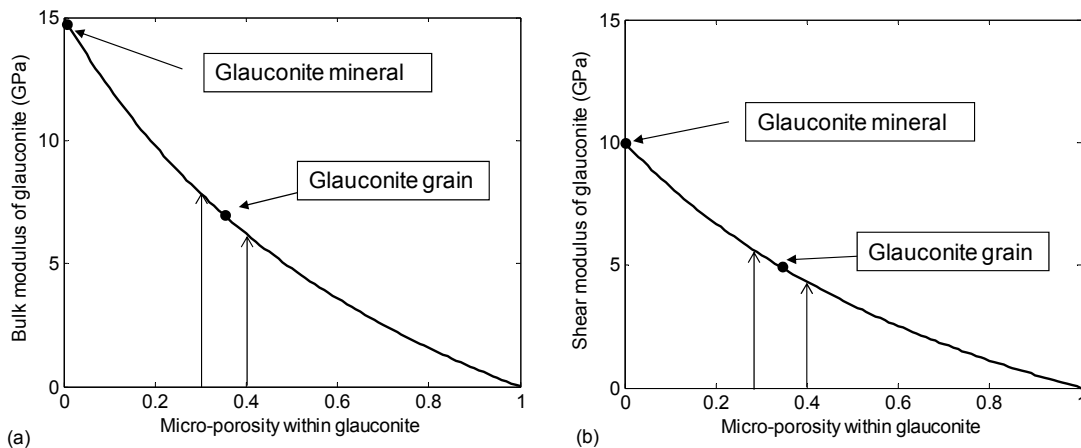 15
10
5
0
Bulk modulus of glauconite (GPa)
Glauconite mineral
Glauconite grain
0 0.2 0.4 0.6 0.8 1
Micro-porosity within glauconite
(a)
15
10
5
0
Shear modulus of glauconite (GPa)
Glauconite mineral
Glauconite grain
0 0.2 0.4 0.6 0.8 1
Micro-porosity within glauconite
(b)